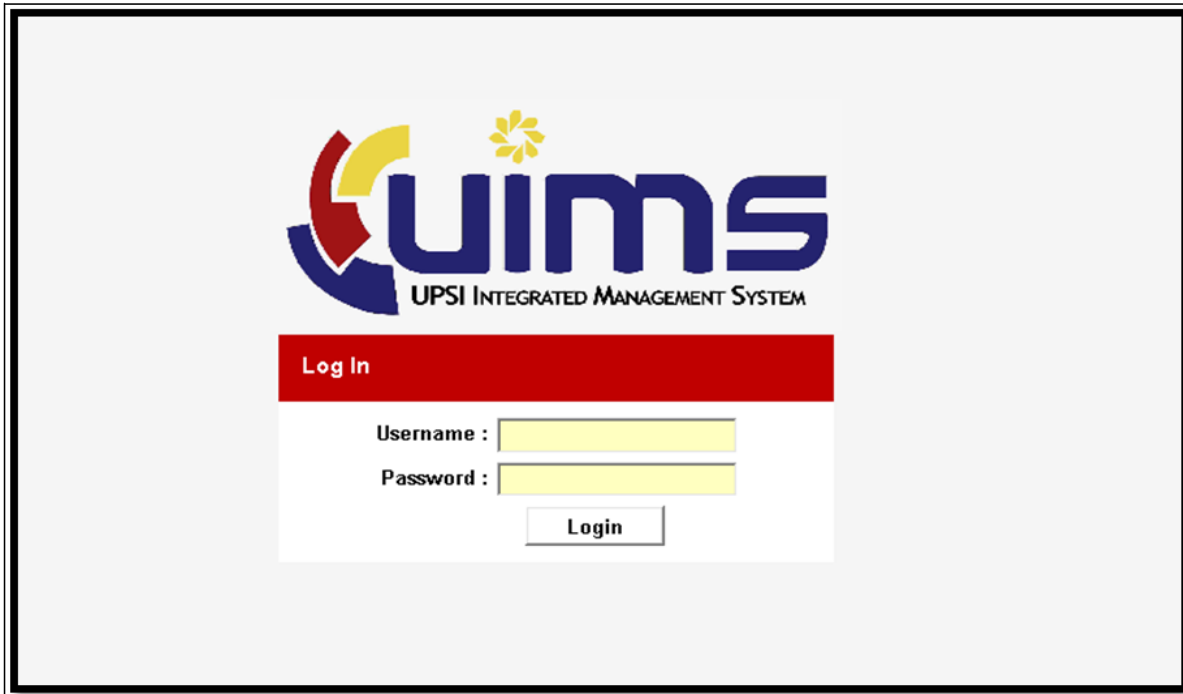 uims
UPSI INTEGRATED MANAGEMENT SYSTEM
Log In
Username :
Password :
Login